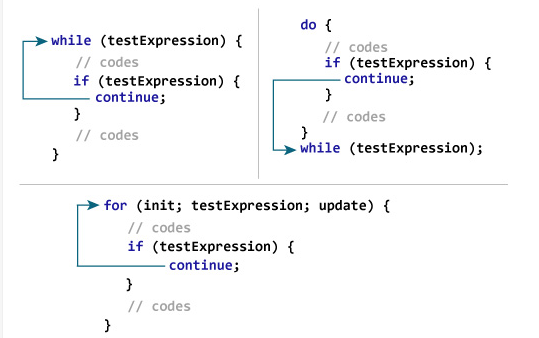 while (testExpression) {
// codes
if (testExpression) {
continue;
}
// codes
}
do {
// codes
if (testExpression) {
continue;
}
// codes
}
while (testExpression);
for (init; testExpression; update) {
// codes
if (testExpression) {
continue;
}
// codes
}